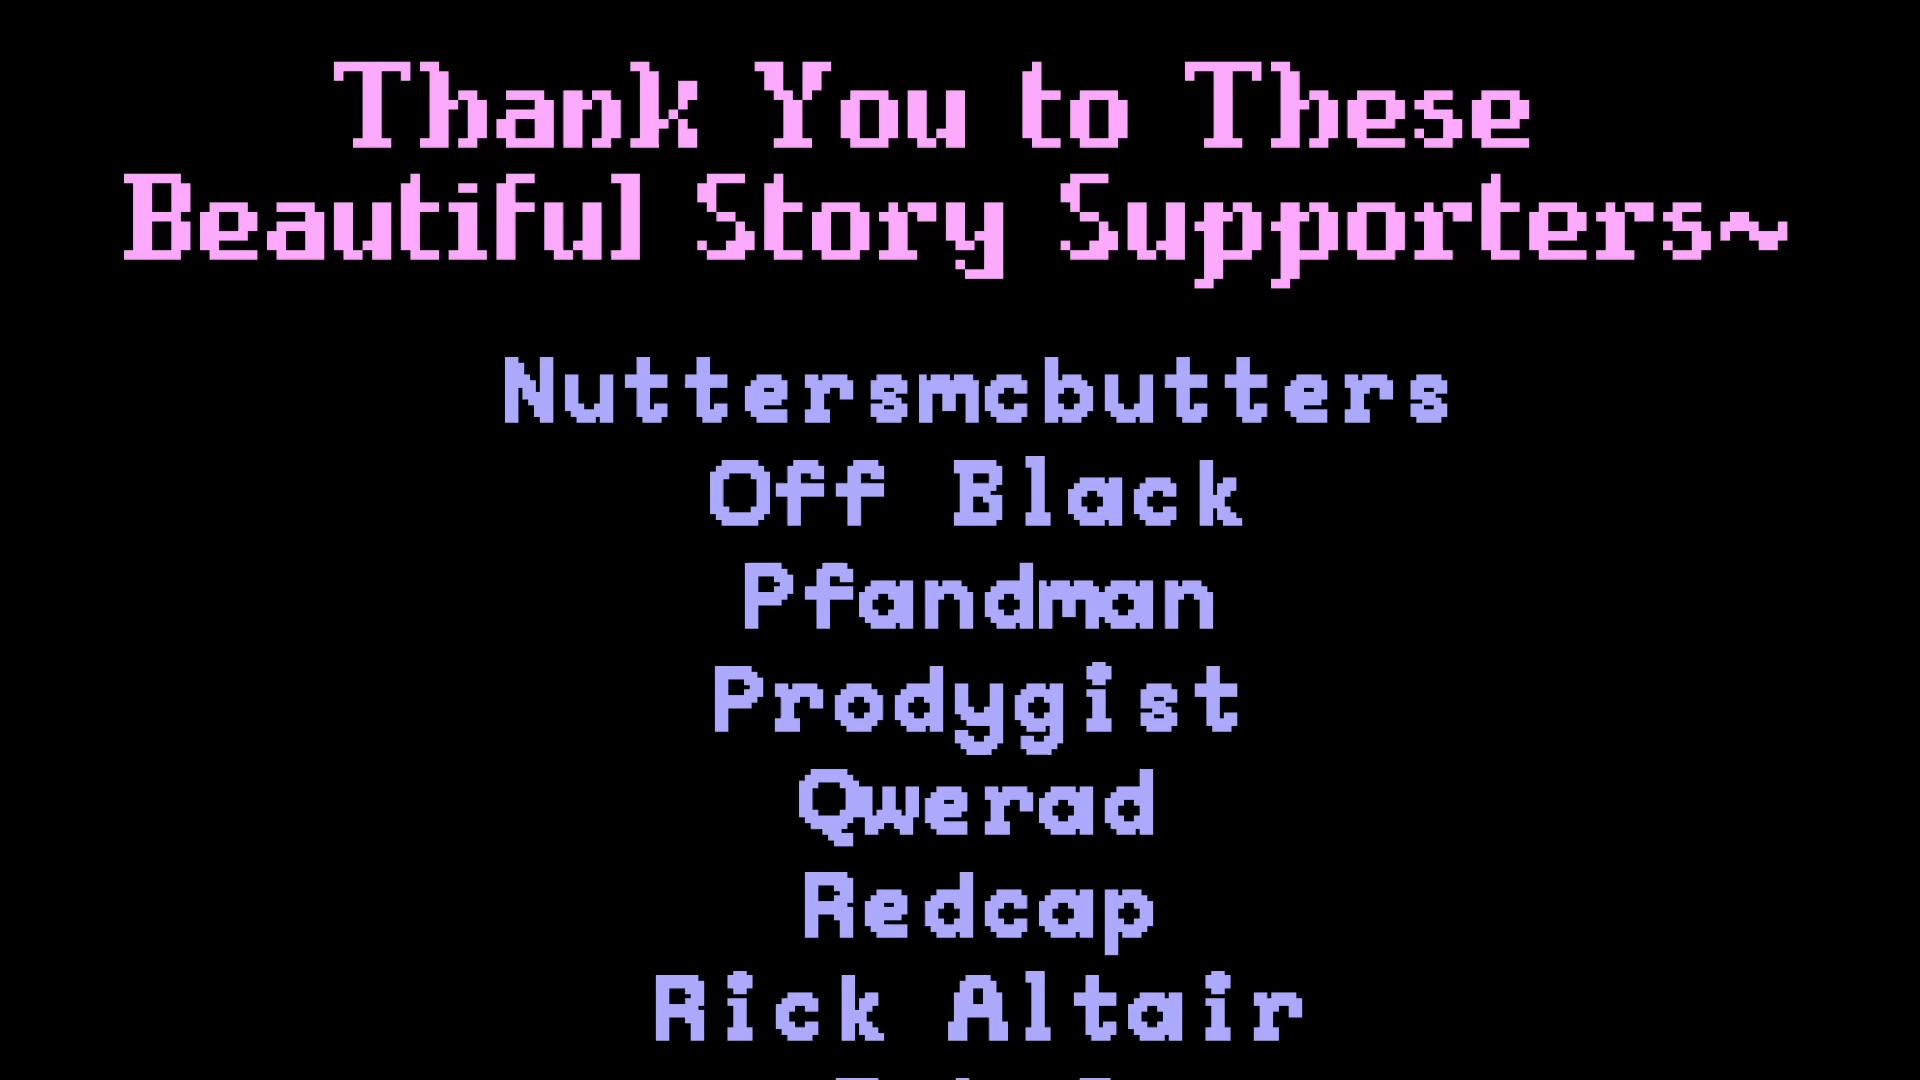 Thank You to These
Beautiful Story Supporters~
Nuttersmcbutters
Off Black
Pfandman
Prodygist
Qwerad
Redcap
Rick Altair